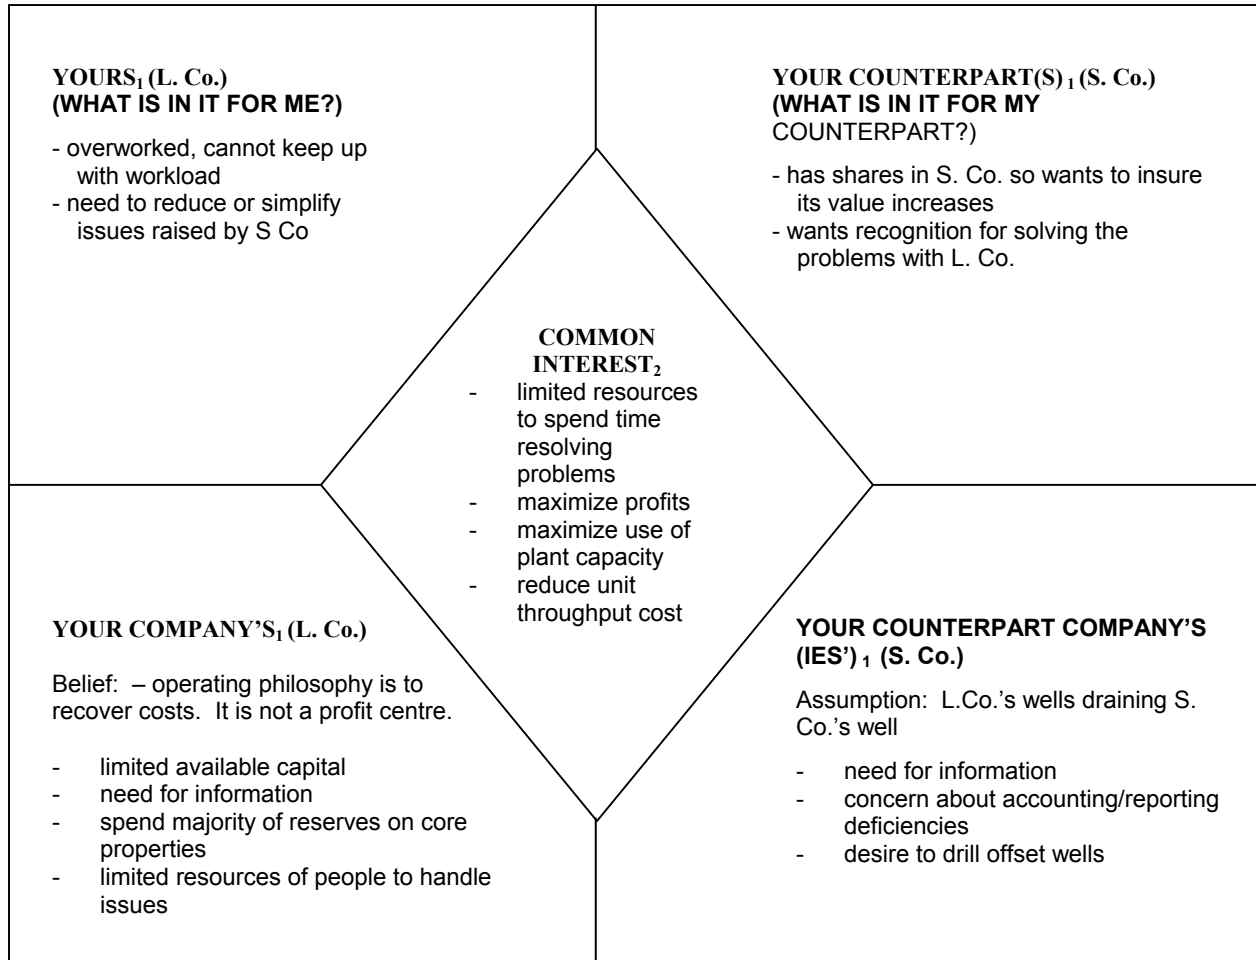 YOURS₁ (L. Co.)
(WHAT IS IN IT FOR ME?)
- overworked, cannot keep up
with workload
- need to reduce or simplify
issues raised by S Co
YOUR COUNTERPART(S) ₁ (S. Co.)
(WHAT IS IN IT FOR MY
COUNTERPART?)
- has shares in S. Co. so wants to insure
its value increases
- wants recognition for solving the
problems with L. Co.
COMMON
INTEREST₂
- limited resources
to spend time
resolving
problems
- maximize profits
- maximize use of
plant capacity
- reduce unit
throughput cost
YOUR COMPANY’S₁ (L. Co.)
Belief: – operating philosophy is to
recover costs. It is not a profit centre.
- limited available capital
- need for information
- spend majority of reserves on core
properties
- limited resources of people to handle
issues
YOUR COUNTERPART COMPANY’S
(IES’) ₁ (S. Co.)
Assumption: L.Co.’s wells draining S.
Co.’s well
- need for information
- concern about accounting/reporting
deficiencies
- desire to drill offset wells